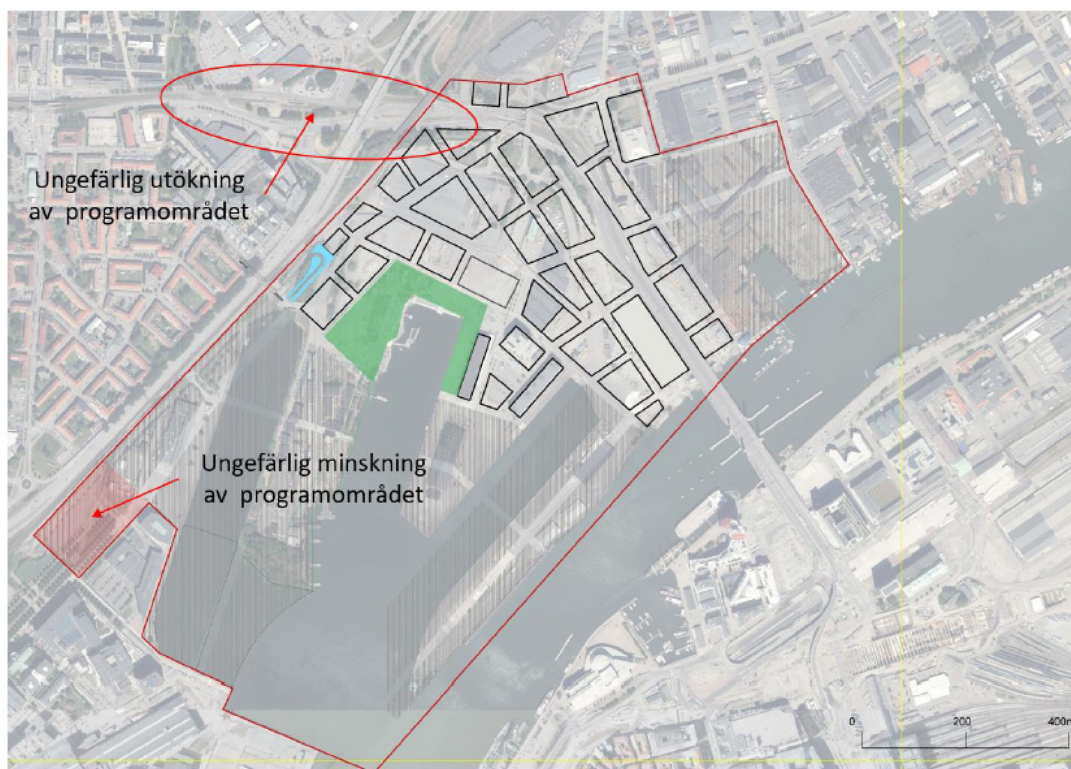 Ungefärlig utökning
av programområdet
Ungefärlig minskning
av programområdet
0 200 400m